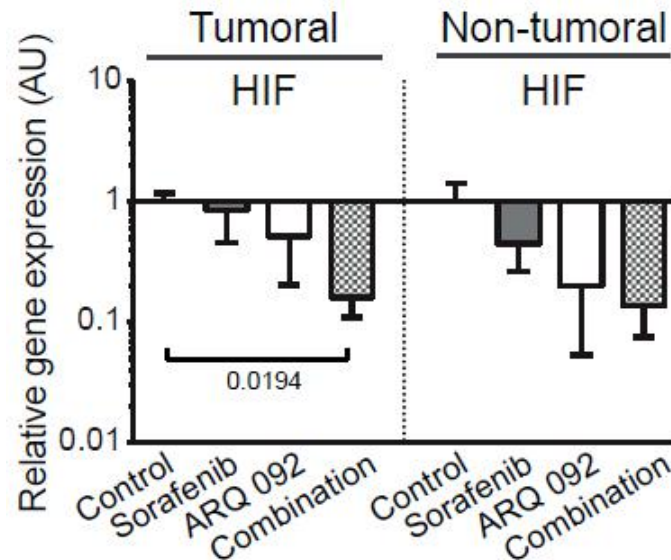 Tumoral Non-tumoral
HIF HIF
Relative gene expression (AU)
10
1
0.1
0.01
0.0194
Control Sorafenib ARQ 092 Combination Control Sorafenib ARQ 092 Combination